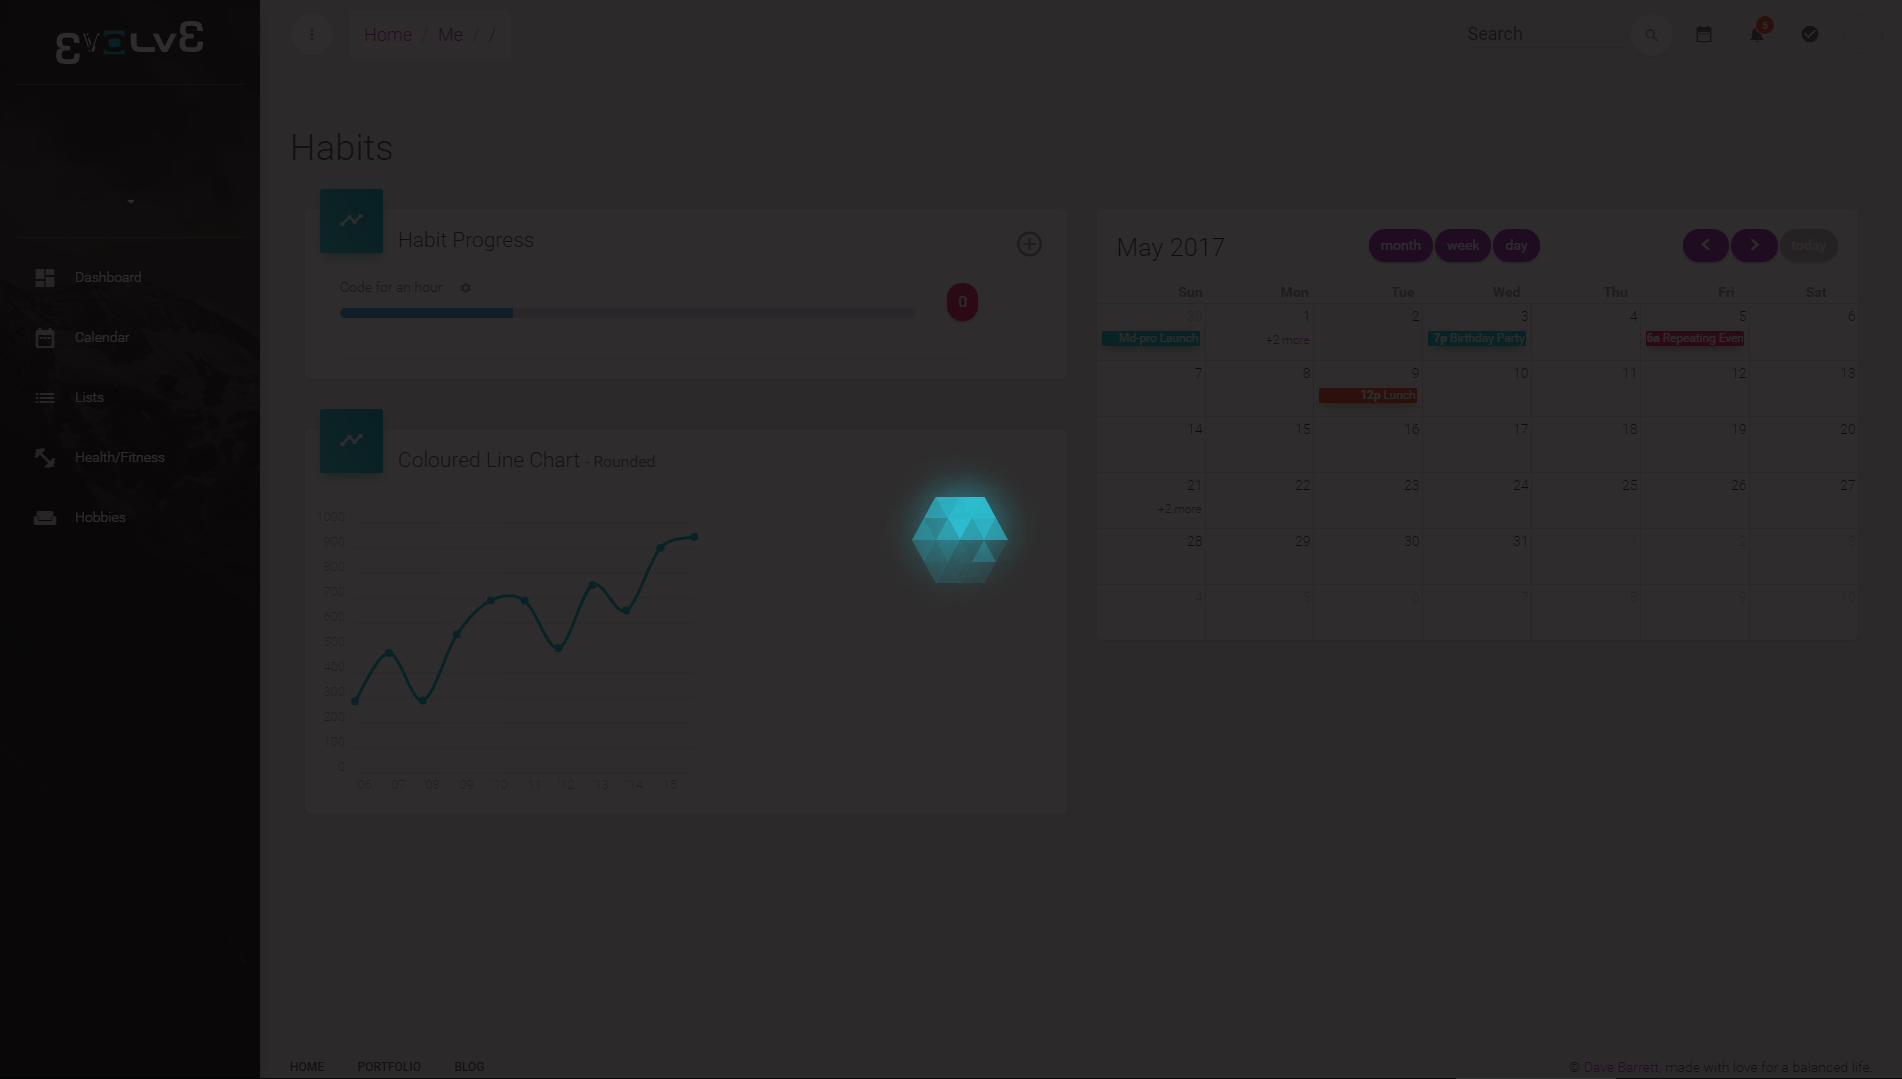 EVOLVE
Home / Me / /
Search
5
Habits
Dashboard
Calendar
Lists
Health/Fitness
Hobbies
Habit Progress
Code for an hour
0
Coloured Line Chart - Rounded
1000
900
800
700
600
500
400
300
200
100
0
'06 '07 '08 '09 '10 '11 '12 '13 '14 '15
May 2017
month week day
today
Sun Mon Tue Wed Thu Fri Sat
30 1 2 3 4 5 6
Md-pro Launch +2 more 7p Birthday Party 6a Repeating Even
7 8 9 10 11 12 13
12p Lunch
14 15 16 17 18 19 20
21 22 23 24 25 26 27
+2 more
28 29 30 31 1 2 3
4 5 6 7 8 9 10
HOME PORTFOLIO BLOG
© Dave Barrett, made with love for a balanced life.